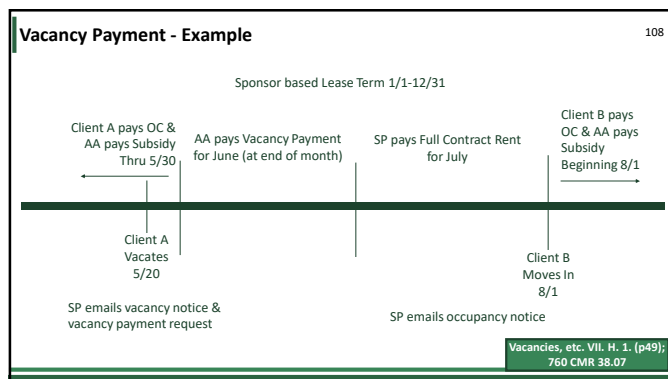 Vacancy Payment - Example
108
Sponsor based Lease Term 1/1-12/31
Client A pays OC &
AA pays Subsidy
Thru 5/30
AA pays Vacancy Payment
for June (at end of month)
SP pays Full Contract Rent
for July
Client B pays
OC & AA pays
Subsidy
Beginning 8/1
Client A
Vacates
5/20
Client B
Moves In
8/1
SP emails vacancy notice &
vacancy payment request
SP emails occupancy notice
Vacancies, etc. VII. H. 1. (p49);
760 CMR 38.07